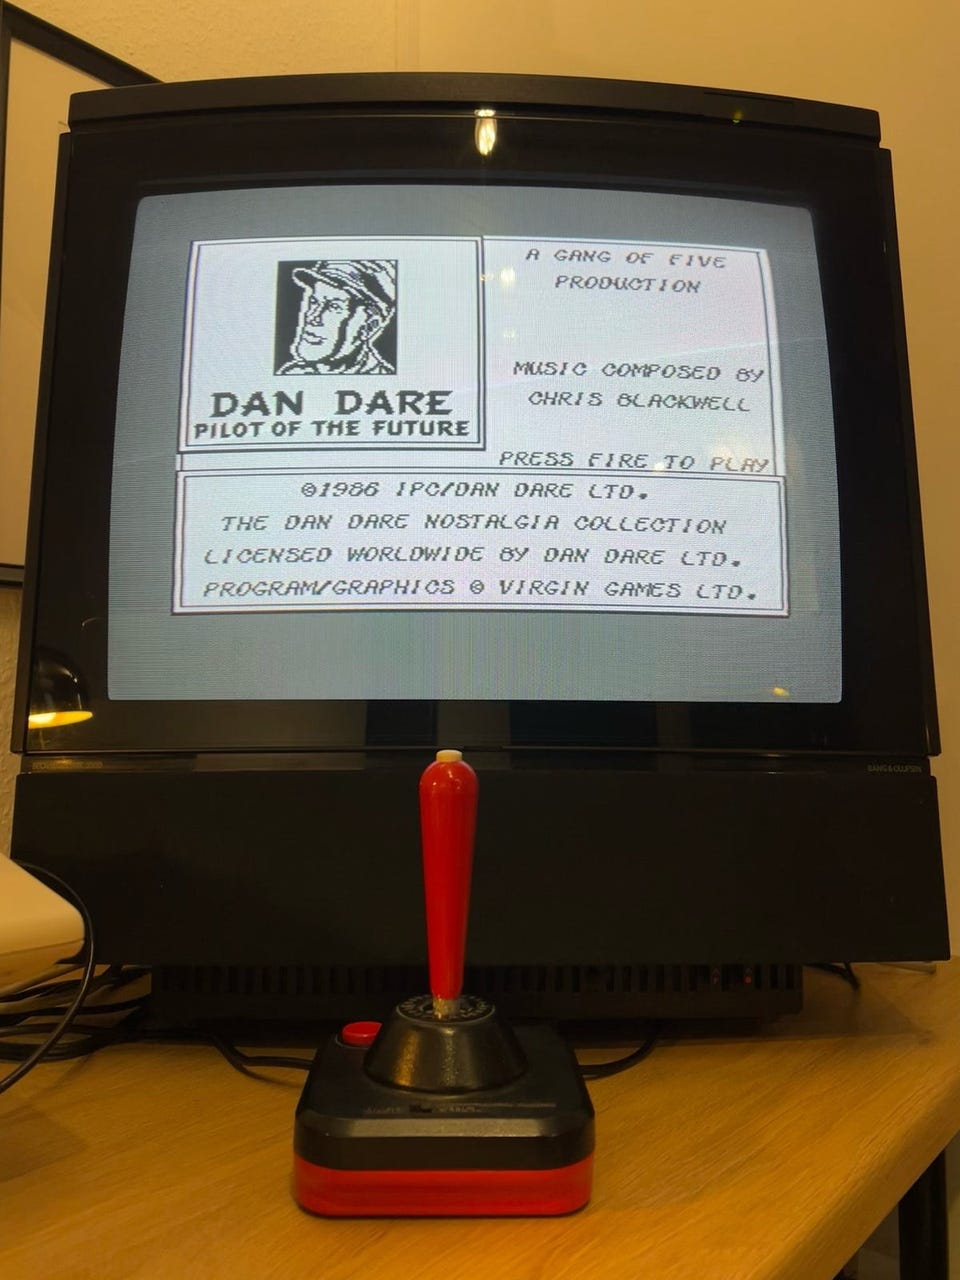 DAN DARE
PILOT OF THE FUTURE
A GANG OF FIVE
PRODUCTION
MUSIC COMPOSED BY
CHRIS BLACKWELL
PRESS FIRE TO PLAY
©1986 IPC/DAN DARE LTD.
THE DAN DARE NOSTALGIA COLLECTION
LICENSED WORLDWIDE BY DAN DARE LTD.
PROGRAM/GRAPHICS © VIRGIN GAMES LTD.
BANG & OLUFSEN